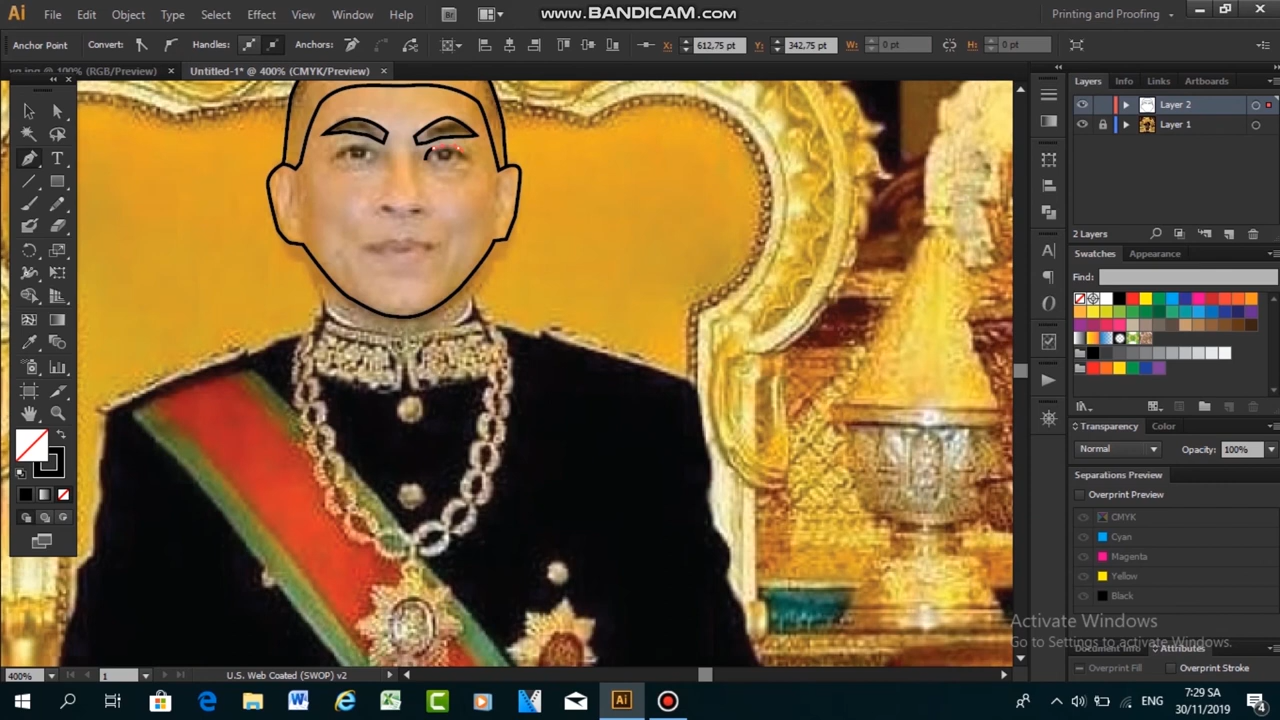 www.BANDICAM.com
Ai File Edit Object Type Select Effect View Window Help Br Printing and Proofing
Anchor Point Convert: Handles: Anchors: X: 612,75 pt Y: 342,75 pt W: 0 pt H: 0 pt
Untitled-1* @ 400% (CMYK/Preview)
Layers Info Links Artboards
Layer 2
Layer 1
2 Layers
Swatches Appearance
Find:
Transparency Color
Normal Opacity: 100%
Separations Preview
Overprint Preview
CMYK
Cyan
Magenta
Yellow
Black
Activate Windows
Go to Settings to activate Windows.
Document Info Attributes
Overprint Fill Overprint Stroke
400% 1 U.S. Web Coated (SWOP) v2
ENG 7:29 SA
30/11/2019 4